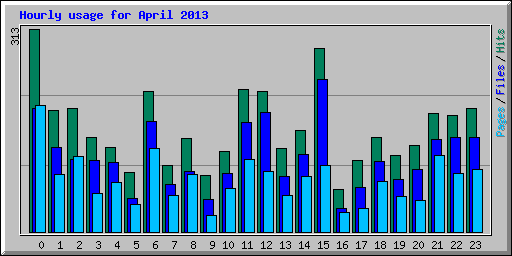 Hourly usage for April 2013
313
Pages / Files / Hits
0 1 2 3 4 5 6 7 8 9 10 11 12 13 14 15 16 17 18 19 20 21 22 23